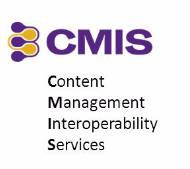 CMIS
Content
Management
Interoperability
Services